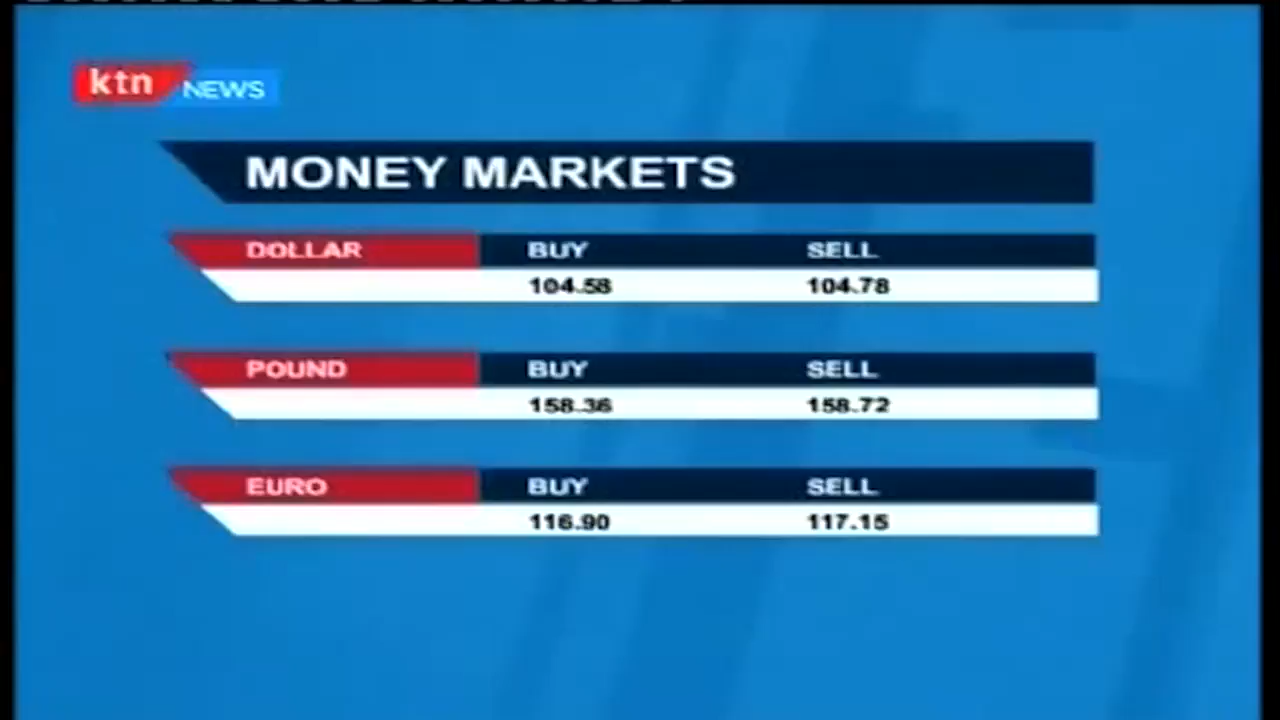 ktn NEWS
MONEY MARKETS
DOLLAR BUY SELL
104.58 104.78
POUND BUY SELL
158.36 158.72
EURO BUY SELL
116.90 117.15